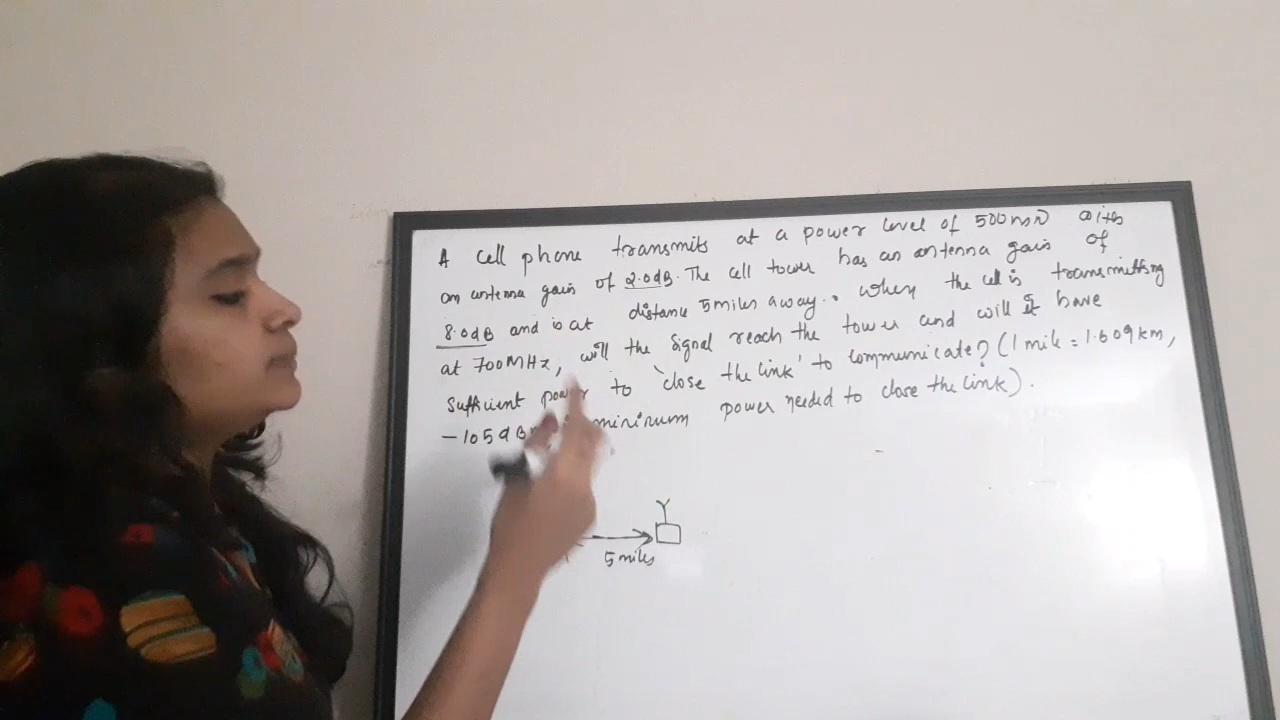 A cell phone transmits at a power level of 500mW with
an antenna gain of 2.0dB. The cell tower has an antenna gain of
8.0dB and is at distance 5miles away. When the cell is transmitting
at 700MHz, will the signal reach the tower and will it have
sufficient power to 'close the link' to communicate? (1 mile = 1.609km,
-105dBm minimum power needed to close the link).
Y
5 miles